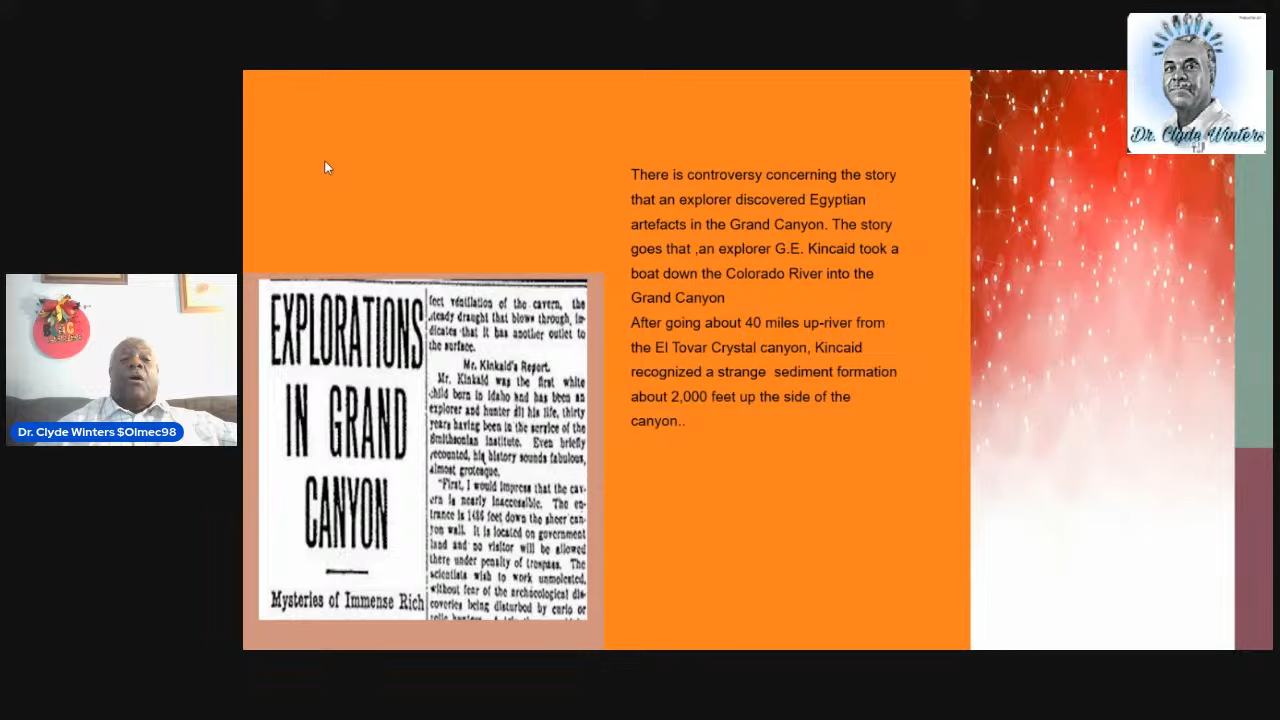 Dr. Clyde Winters
Dr. Clyde Winters $Olmec98
EXPLORATIONS
IN GRAND
CANYON
Mysteries of Immense Rich
fect ventilation of the cavern, the
steady draught that blows through, in-
dicates that it has another outlet to
the surface.
Mr. Kinkaid's Report.
Mr. Kinkaid was the first white
child born in Idaho and has been an
explorer and hunter all his life, thirty
years having been in the service of the
Smithsonian Institute. Even briefly
recounted, his history sounds fabulous,
almost grotesque.
"First, I would impress that the cav-
ern is nearly inaccessible. The en-
trance is 1486 feet down the sheer can-
yon wall. It is located on government
land and no visitor will be allowed
there under penalty of trespass. The
scientists wish to work unmolested,
without fear of the archaeological dis-
coveries being disturbed by curio or
There is controversy concerning the story
that an explorer discovered Egyptian
artefacts in the Grand Canyon. The story
goes that ,an explorer G.E. Kincaid took a
boat down the Colorado River into the
Grand Canyon
After going about 40 miles up-river from
the El Tovar Crystal canyon, Kincaid
recognized a strange sediment formation
about 2,000 feet up the side of the
canyon..